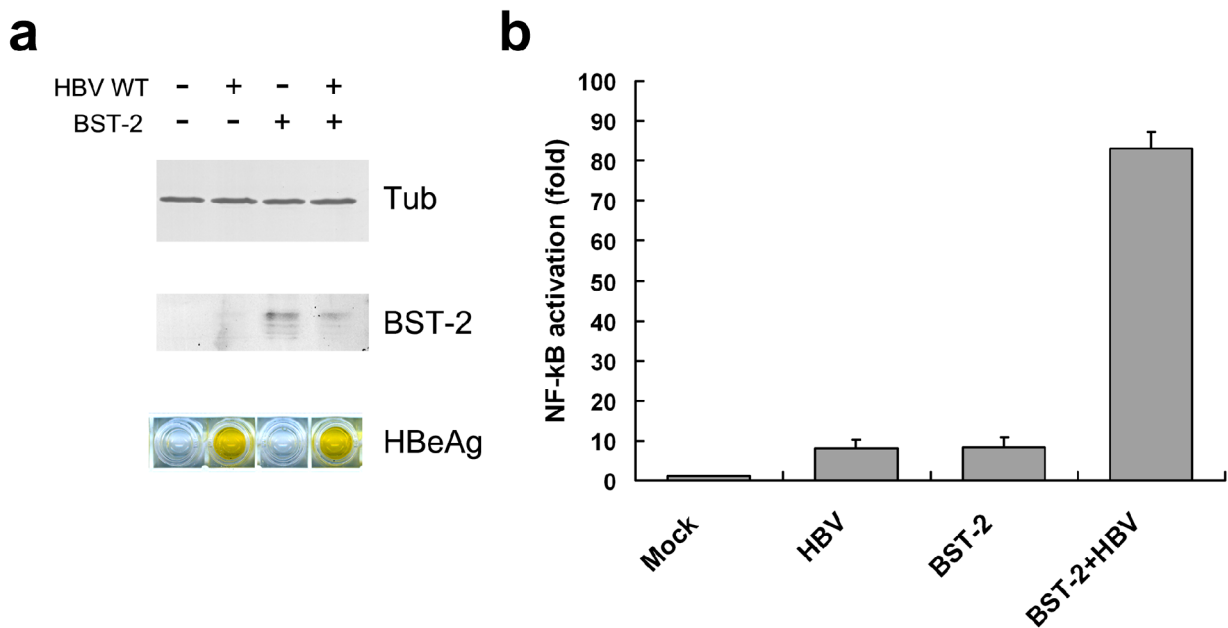 a
HBV WT - + - +
BST-2 - - + +
Tub
BST-2
HBeAg
b
NF-kB activation (fold)
100
90
80
70
60
50
40
30
20
10
0
Mock
HBV
BST-2
BST-2+HBV